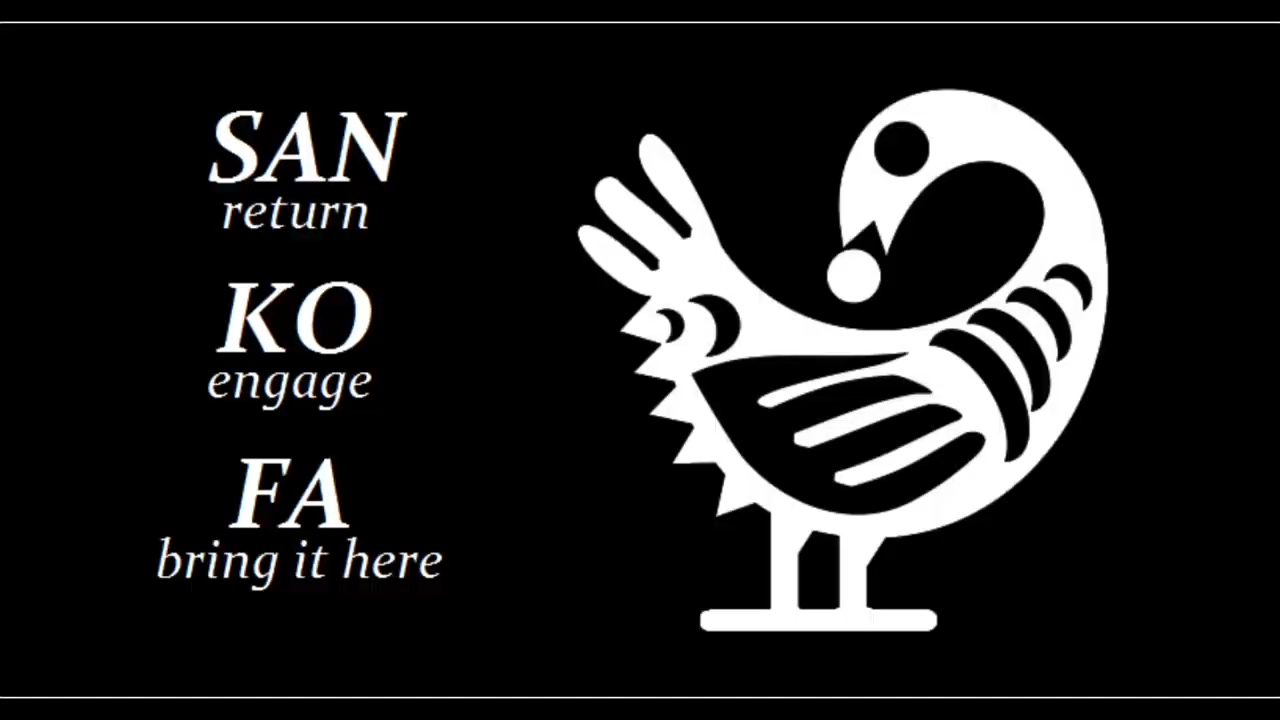 SAN
return
KO
engage
FA
bring it here